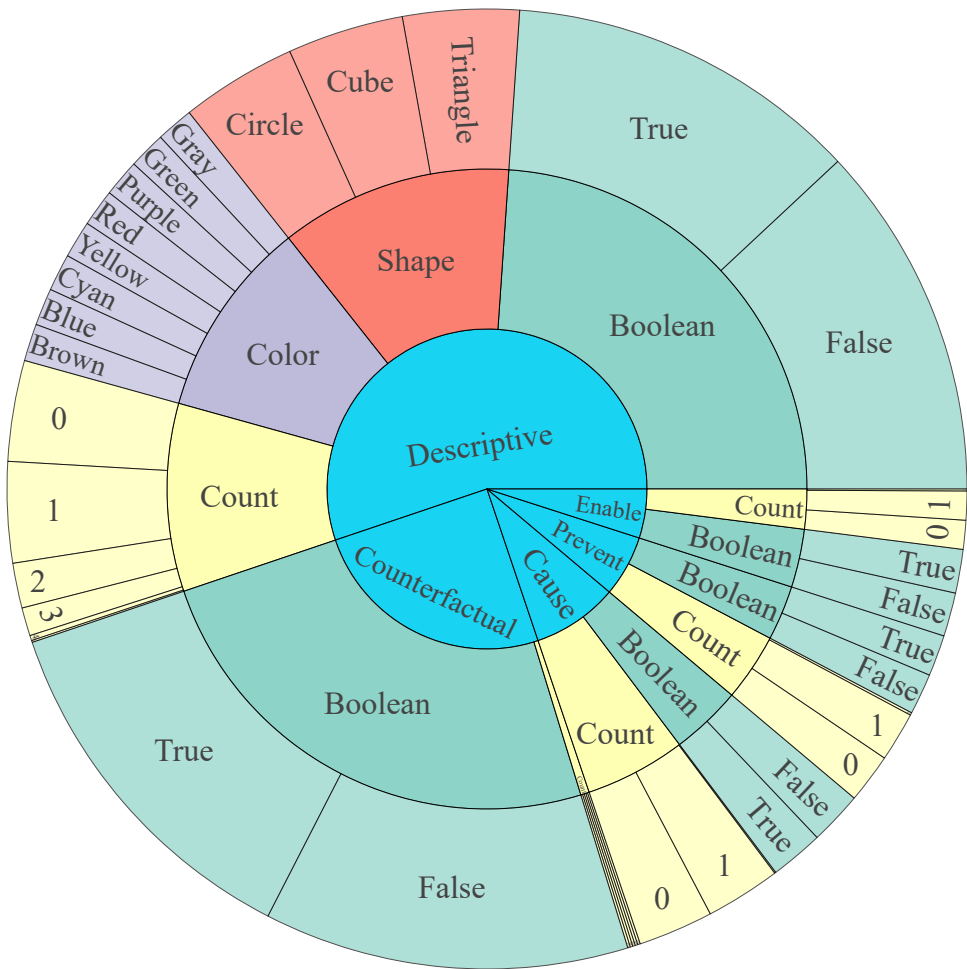 Descriptive
Boolean
True
False
Shape
Triangle
Cube
Circle
Color
Gray
Green
Purple
Red
Yellow
Cyan
Blue
Brown
Count
0
1
2
3
Counterfactual
Boolean
True
False
Cause
Count
0
1
Boolean
True
False
Prevent
Count
0
1
Boolean
False
True
Enable
Boolean
False
True
Count
0
1